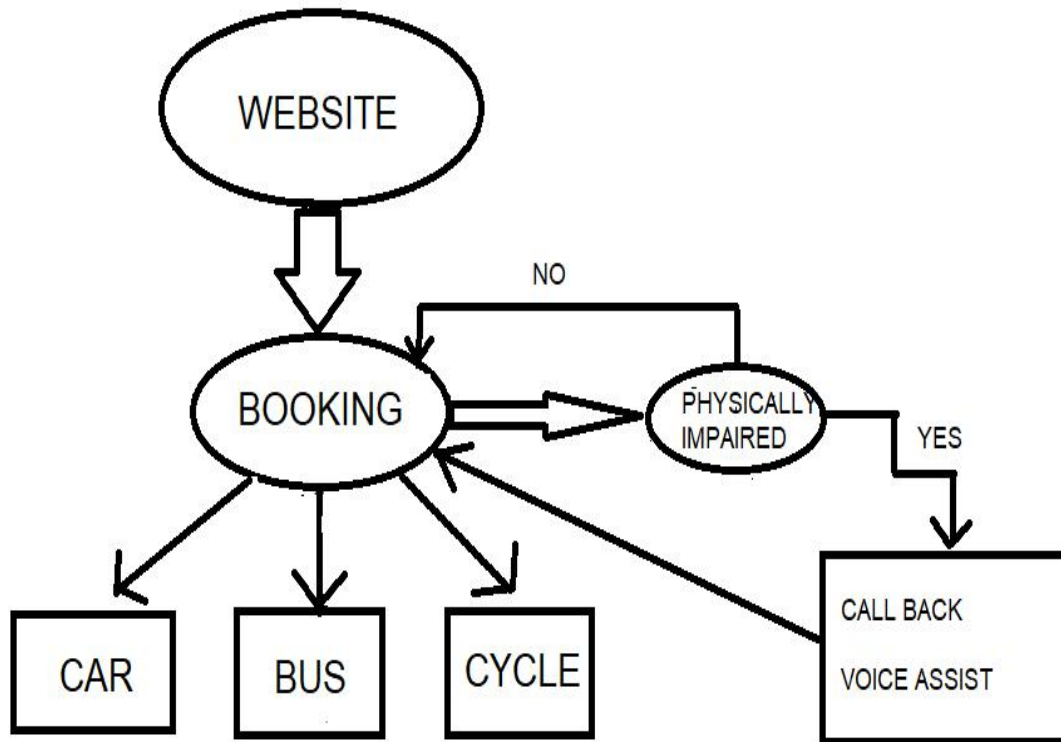 WEBSITE
NO
BOOKING
PHYSICALLY
IMPAIRED
YES
CALL BACK
VOICE ASSIST
CAR
BUS
CYCLE